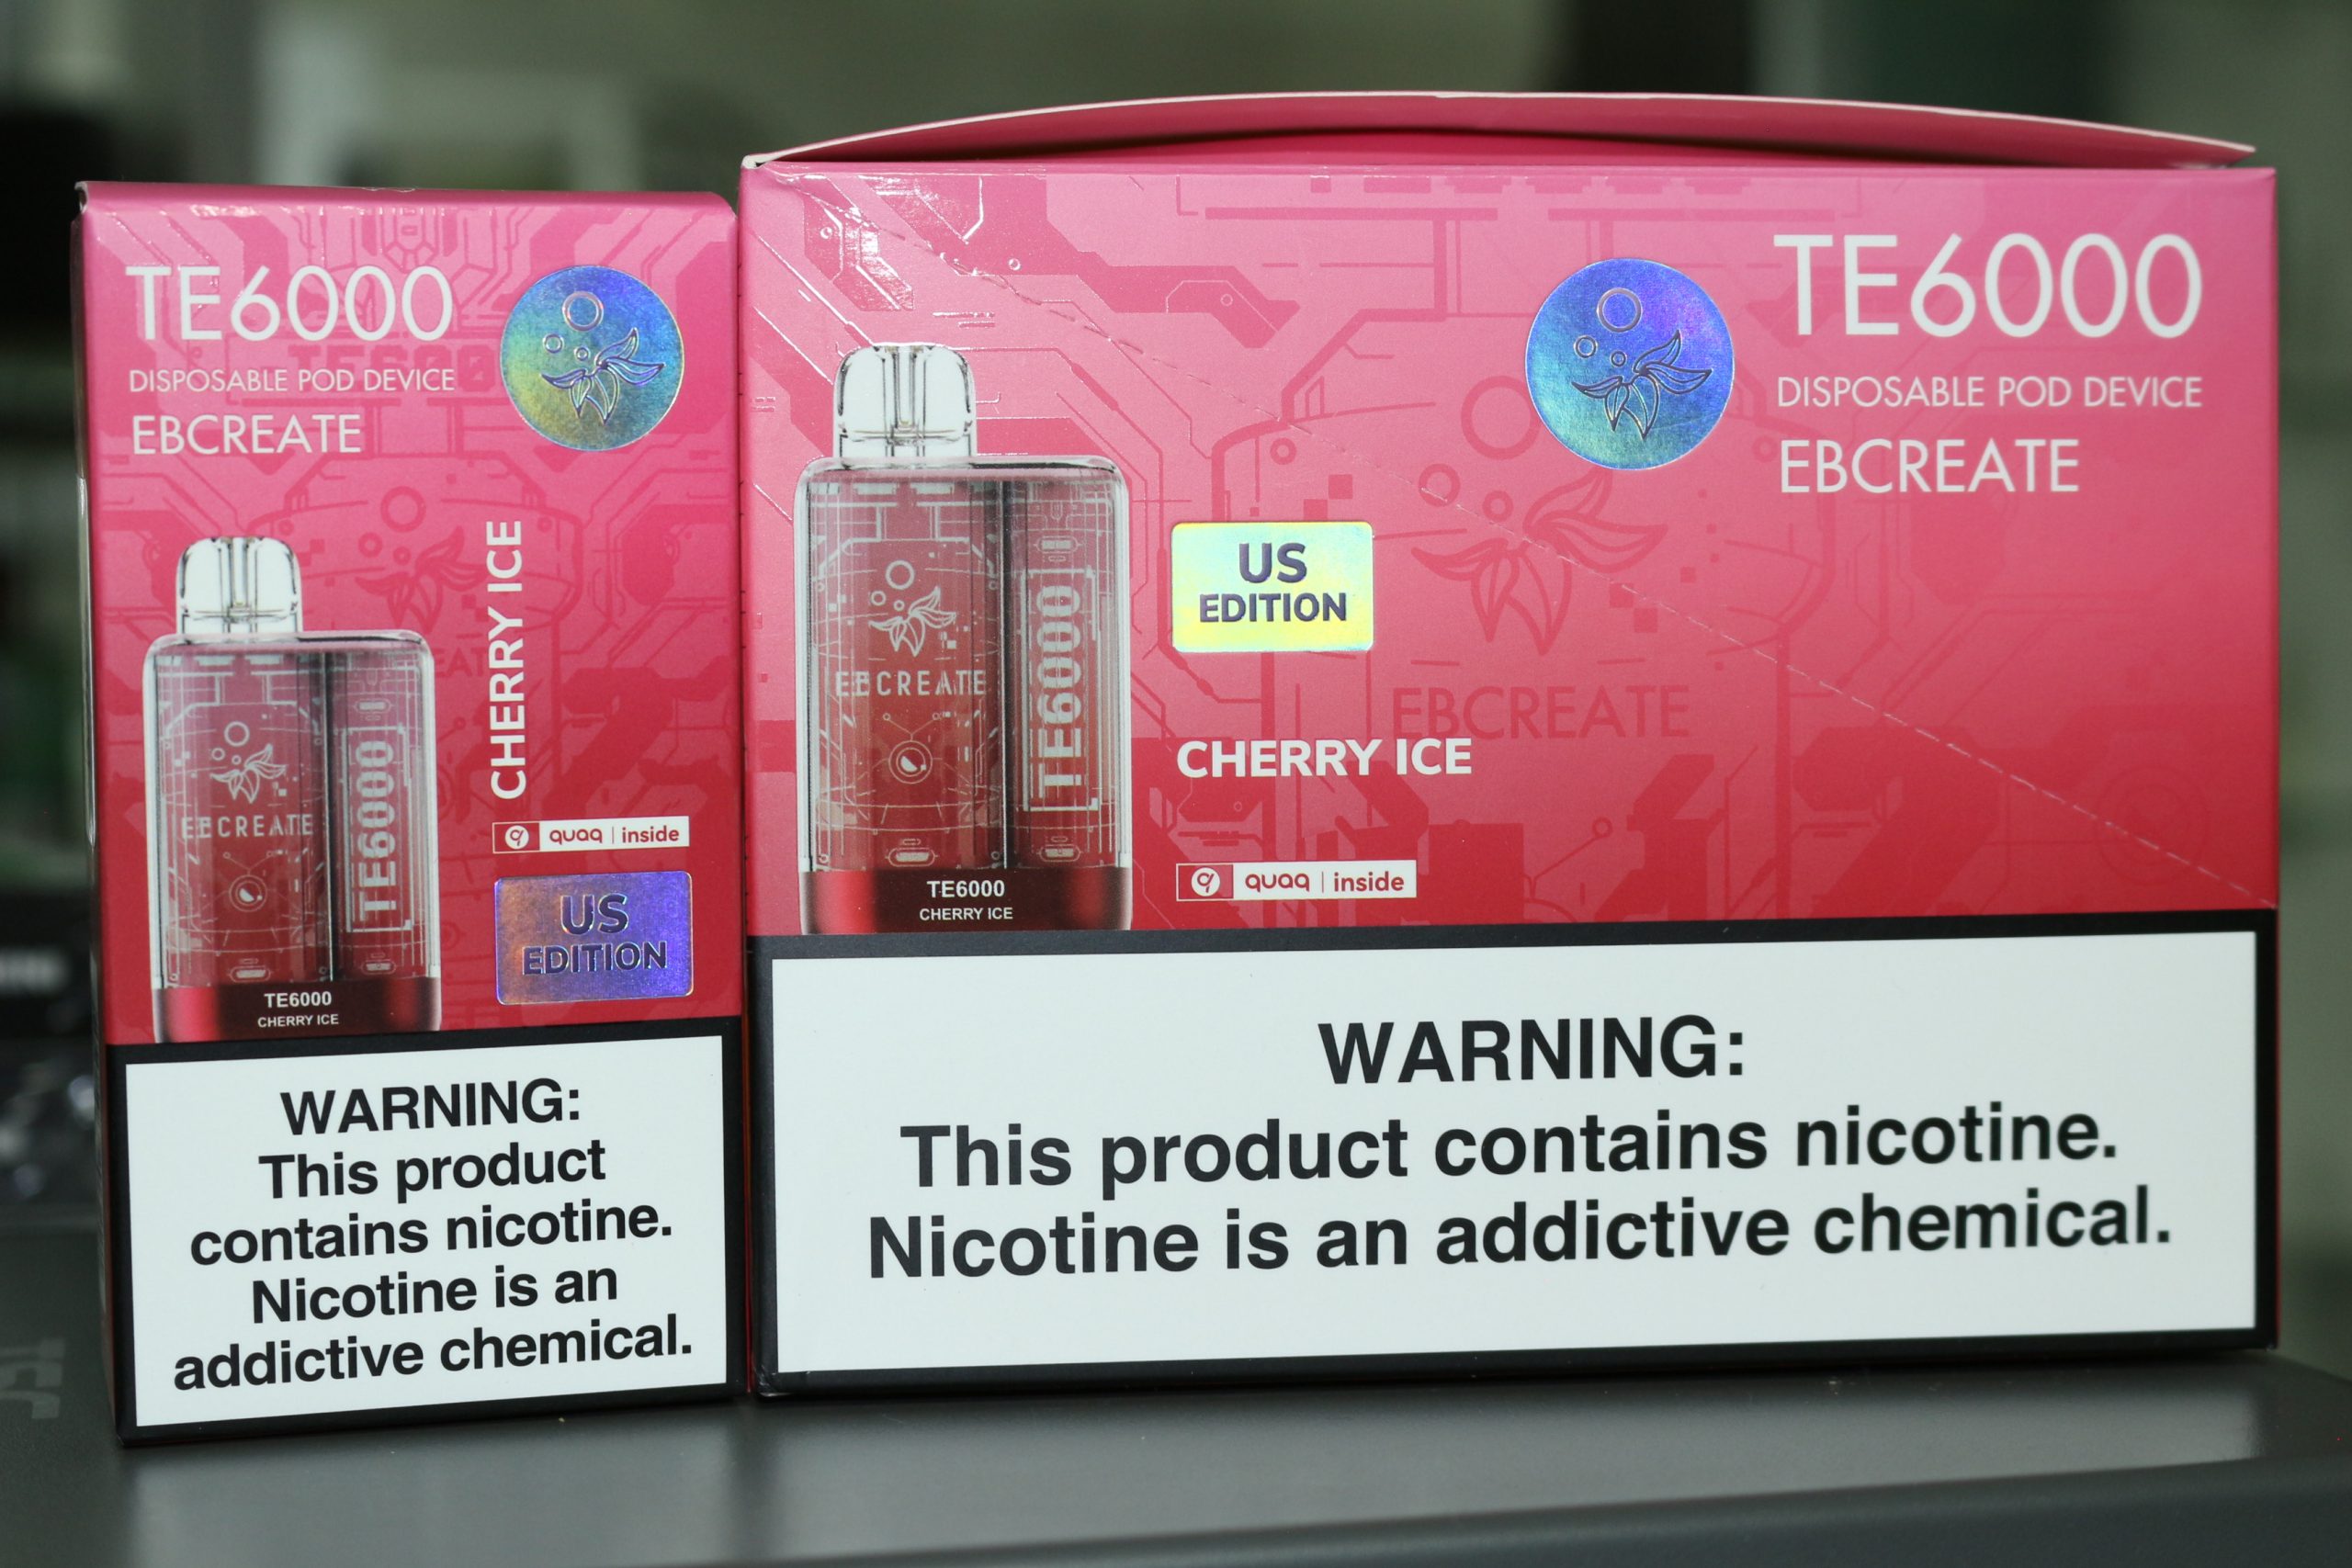 TE6000
DISPOSABLE POD DEVICE
EBCREATE
CHERRY ICE
EBCREATE
TE6000
quaq | inside
US
EDITION
TE6000
CHERRY ICE
WARNING:
This product
contains nicotine.
Nicotine is an
addictive chemical.
TE6000
DISPOSABLE POD DEVICE
EBCREATE
US
EDITION
EBCREATE
TE6000
EBCREATE
CHERRY ICE
quaq | inside
TE6000
CHERRY ICE
WARNING:
This product contains nicotine.
Nicotine is an addictive chemical.